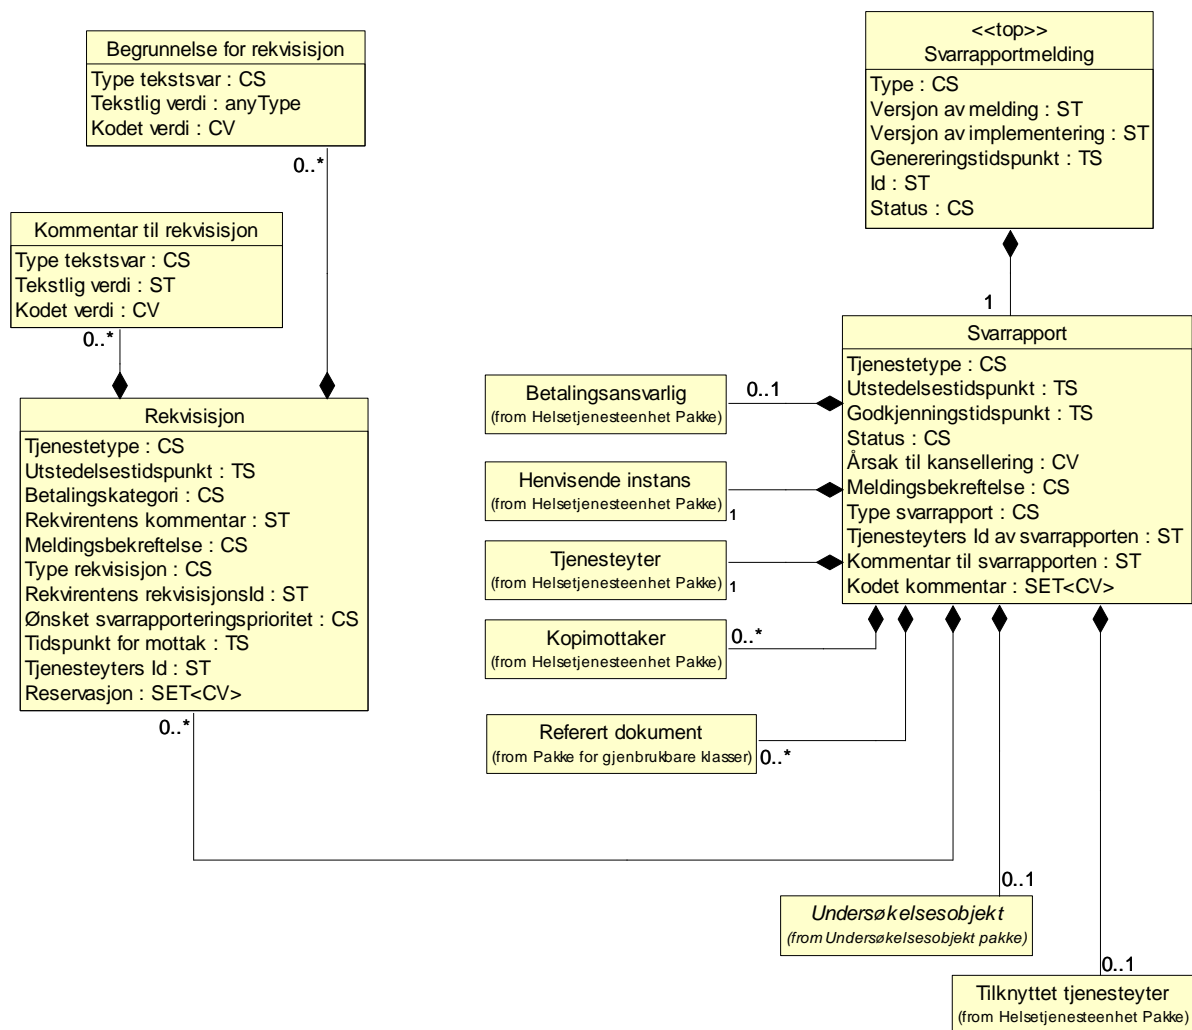 Begrunnelse for rekvisisjon
Type tekstsvar : CS
Tekstlig verdi : anyType
Kodet verdi : CV
0..*
Kommentar til rekvisisjon
Type tekstsvar : CS
Tekstlig verdi : ST
Kodet verdi : CV
0..*
Rekvisisjon
Tjenestetype : CS
Utstedelsestidspunkt : TS
Betalingskategori : CS
Rekvirentens kommentar : ST
Meldingsbekreftelse : CS
Type rekvisisjon : CS
Rekvirentens rekvisisjonsId : ST
Ønsket svarrapporteringsprioritet : CS
Tidspunkt for mottak : TS
Tjenesteyters Id : ST
Reservasjon : SET<CV>
0..*
<<top>>
Svarrapportmelding
Type : CS
Versjon av melding : ST
Versjon av implementering : ST
Genereringstidspunkt : TS
Id : ST
Status : CS
1
Svarrapport
Tjenestetype : CS
Utstedelsestidspunkt : TS
Godkjenningstidspunkt : TS
Status : CS
Årsak til kansellering : CV
Meldingsbekreftelse : CS
Type svarrapport : CS
Tjenesteyters Id av svarrapporten : ST
Kommentar til svarrapporten : ST
Kodet kommentar : SET<CV>
Betalingsansvarlig
(from Helsetjenesteenhet Pakke)
0..1
Henvisende instans
(from Helsetjenesteenhet Pakke)
1
Tjenesteyter
(from Helsetjenesteenhet Pakke)
1
Kopimottaker
(from Helsetjenesteenhet Pakke)
0..*
Referert dokument
(from Pakke for gjenbrukbare klasser)
0..*
0..1
Undersøkelsesobjekt
(from Undersøkelsesobjekt pakke)
0..1
Tilknyttet tjenesteyter
(from Helsetjenesteenhet Pakke)